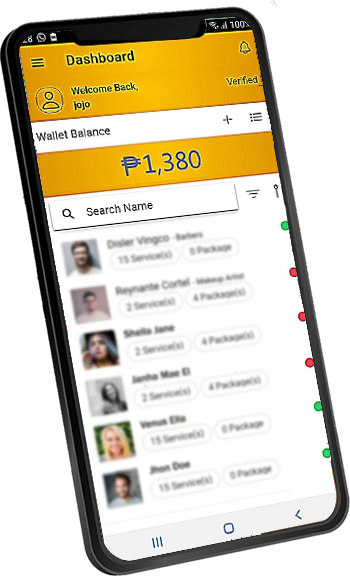 :28 100%
Dashboard
Welcome Back,
jojo
Verified
Wallet Balance
₱1,380
Search Name
Disler Vingco - Barbers
15 Service(s) 0 Package
Reynante Cortel - Makeup Artist
2 Service(s) 4 Package(s)
Shella Jane
2 Service(s) 4 Package(s)
Janha Mae El
2 Service(s) 4 Package(s)
Venus Ella
15 Service(s) 0 Package
Jhon Doe
15 Service(s) 0 Package